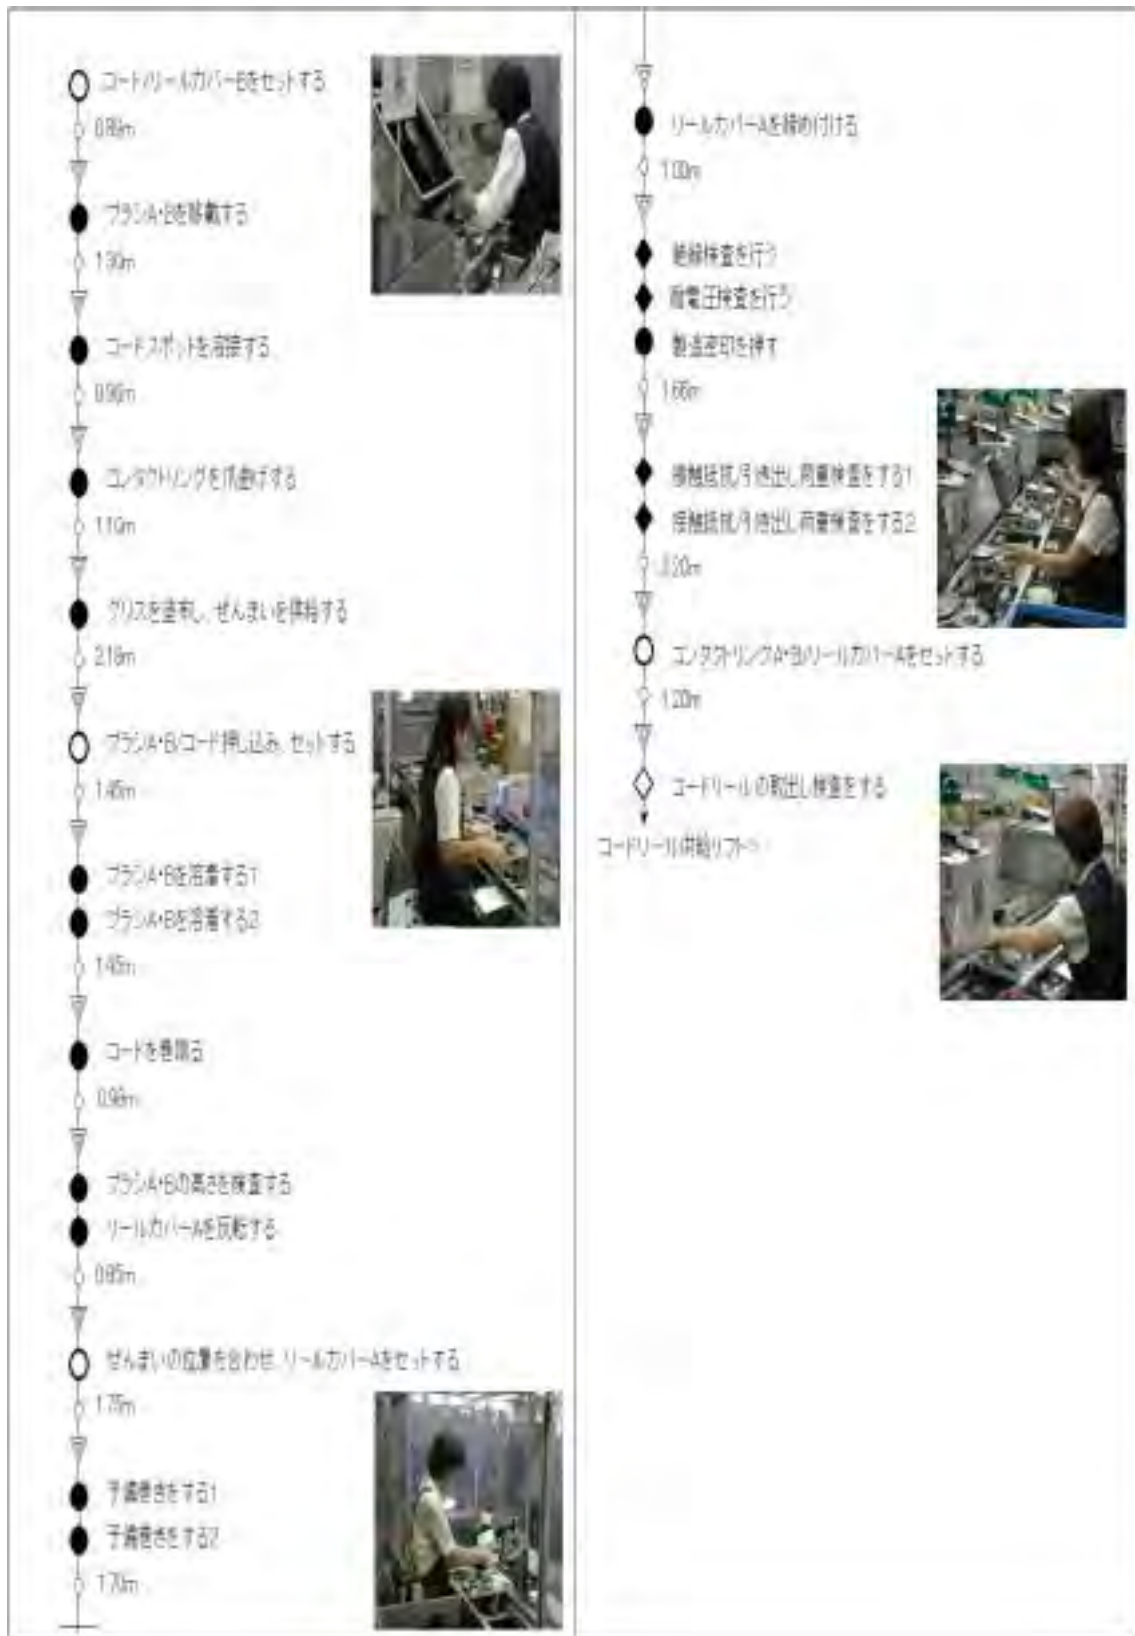 コード/リールカバーBをセットする
0.89m
ブラシA・Bを移載する
1.30m
コードスポットを溶接する
0.96m
コンタクトリングを爪曲げする
1.10m
グリスを塗布し、ぜんまいを供給する
2.18m
ブラシA・B/コード押し込み、セットする
1.45m
ブラシA・Bを溶着する1
ブラシA・Bを溶着する2
1.45m
コードを巻取る
0.98m
ブラシA・Bの高さを検査する
リールカバーAを反転する
0.85m
ぜんまいの位置を合わせ、リールカバーAをセットする
1.75m
予備巻きをする1
予備巻きをする2
1.70m
リールカバーAを締め付ける
1.00m
絶縁検査を行う
耐電圧検査を行う
製造密印を押す
1.66m
接触抵抗/引き出し荷重検査をする1
接触抵抗/引き出し荷重検査をする2
.20m
コンタクトリングA・B/リールカバーAをセットする
1.20m
コードリールの取出し検査をする
コードリール供給リフトへ